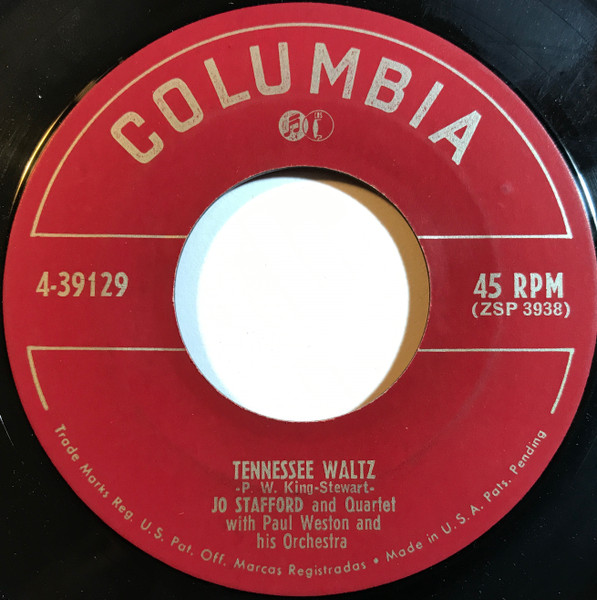 COLUMBIA
4-39129
45 RPM
(ZSP 3938)
TENNESSEE WALTZ
-P. W. King-Stewart-
JO STAFFORD and Quartet
with Paul Weston and
his Orchestra
Trade Marks Reg. U.S. Pat. Off. Marcas Registradas • Made in U.S.A. Pats. Pending